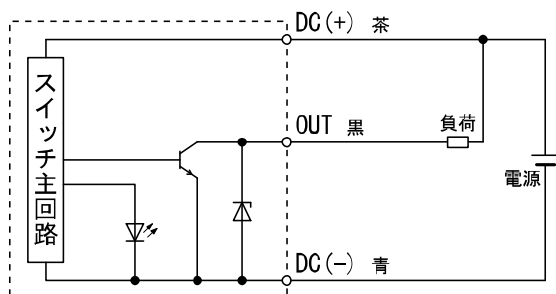 DC(+) 茶
スイッチ主回路
OUT 黒
負荷
電源
DC(−) 青